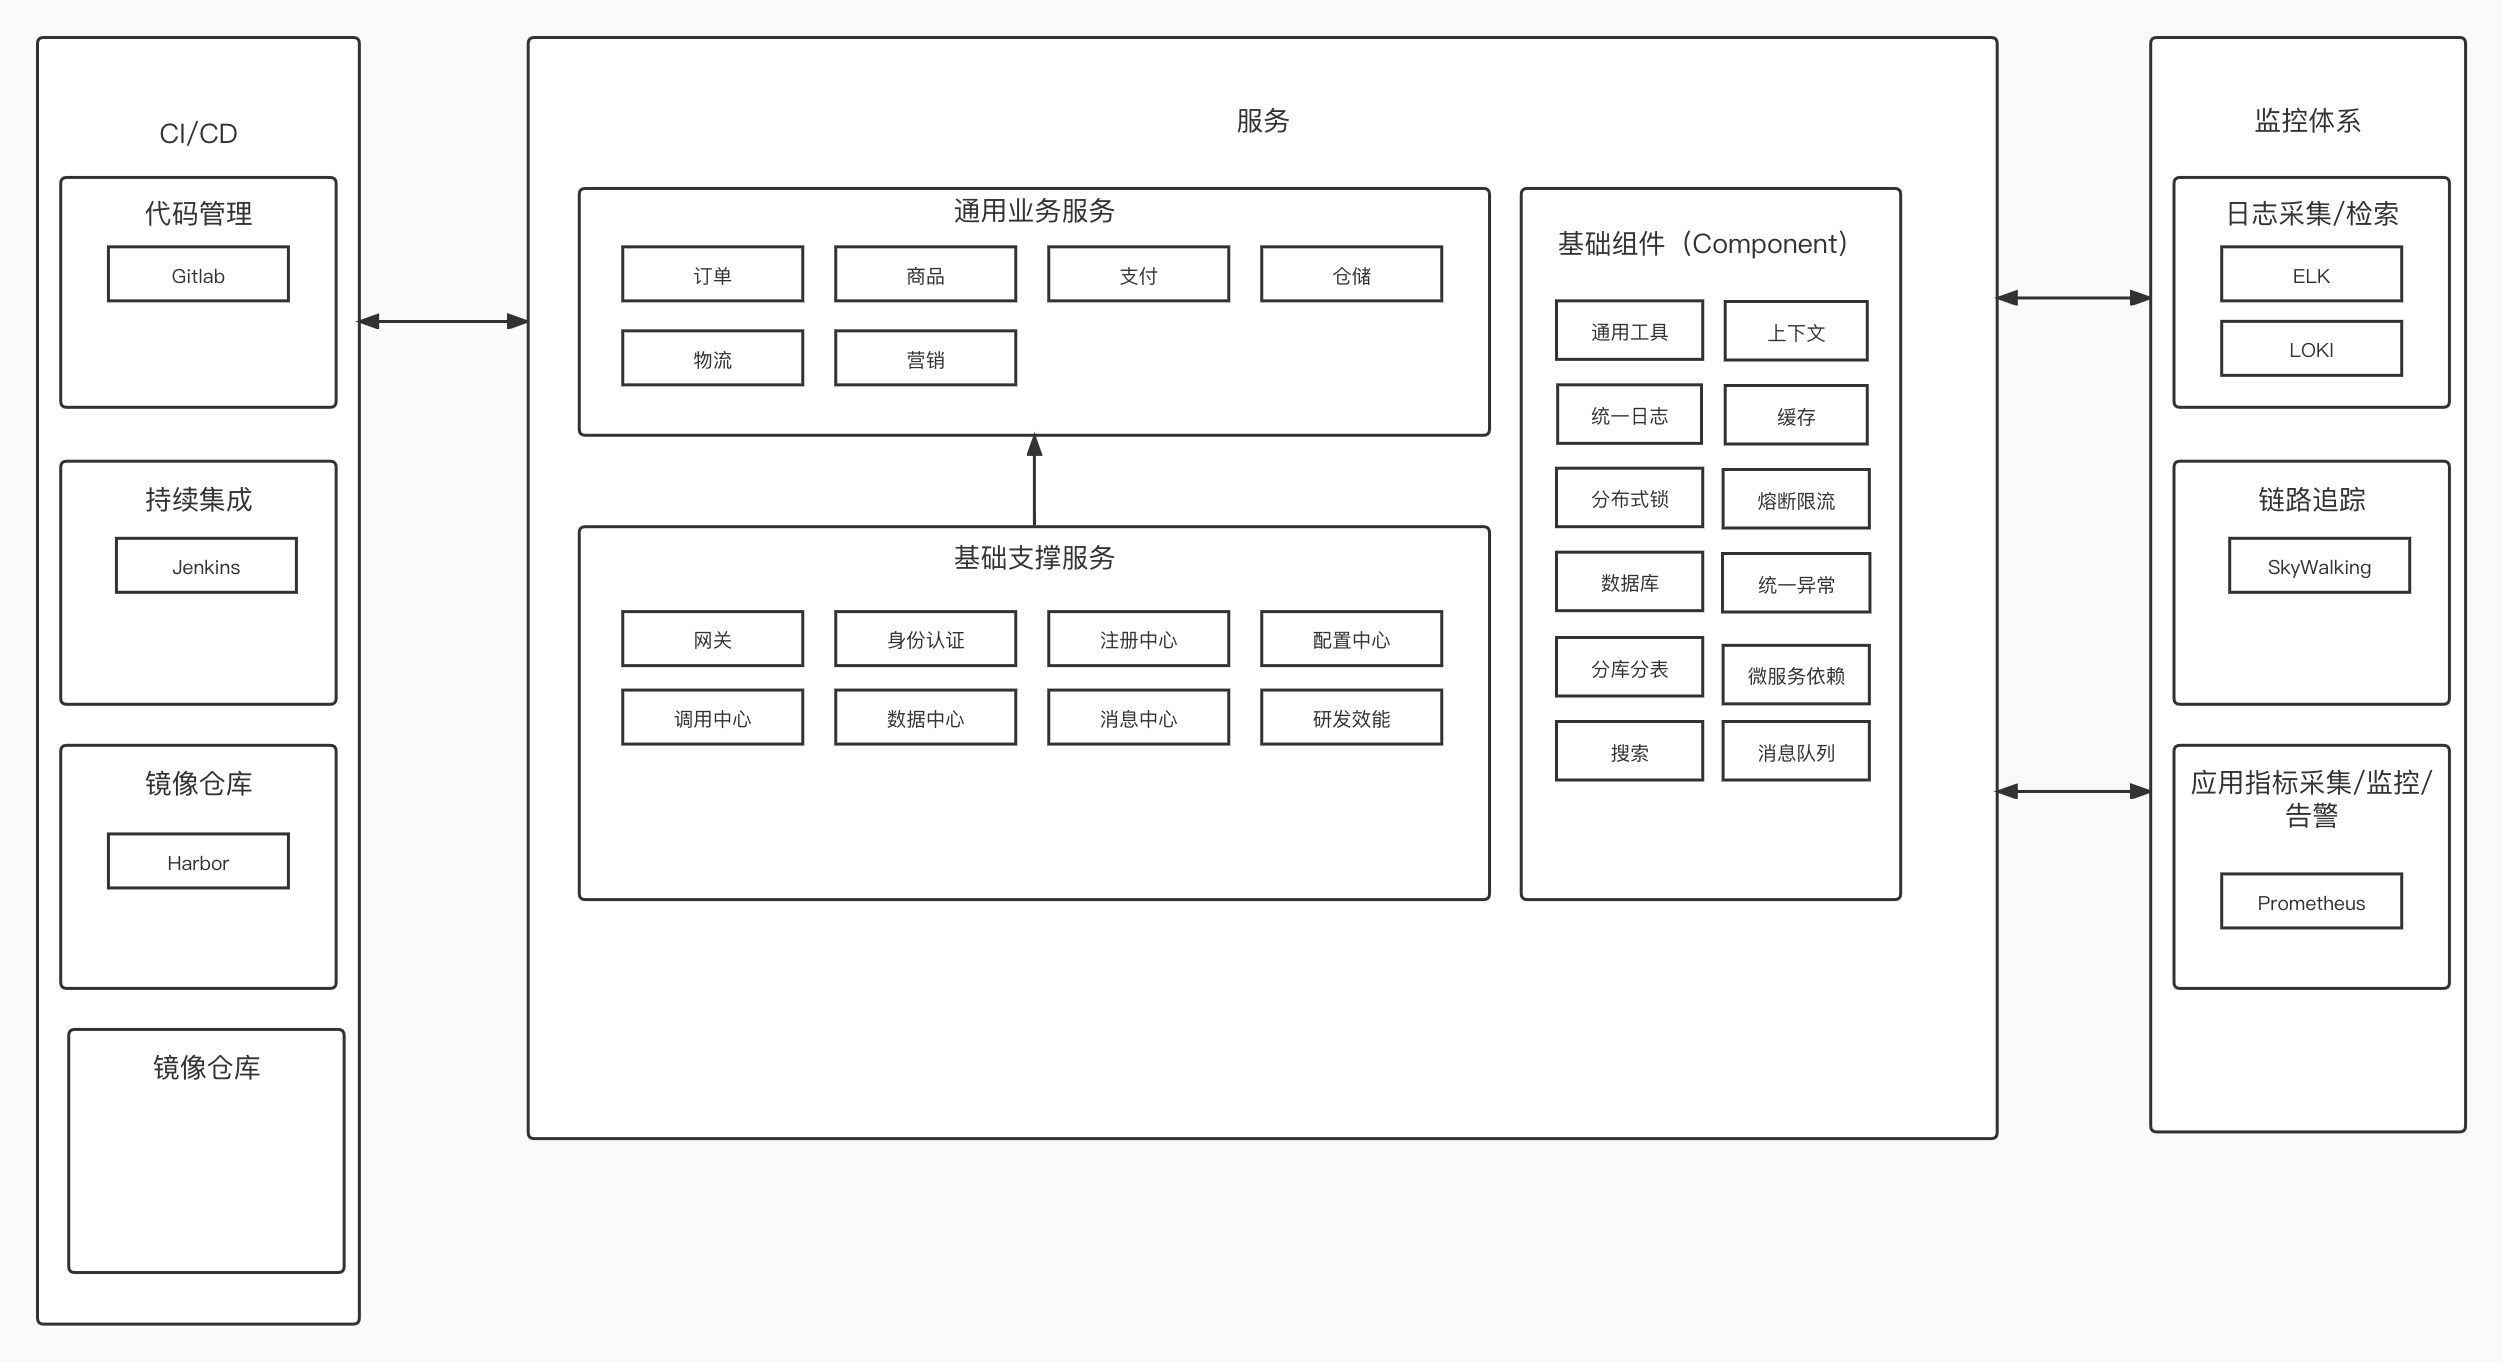 CI/CD
代码管理
Gitlab
持续集成
Jenkins
镜像仓库
Harbor
镜像仓库
服务
通用业务服务
订单
商品
支付
仓储
物流
营销
基础支撑服务
网关
身份认证
注册中心
配置中心
调用中心
数据中心
消息中心
研发效能
基础组件（Component）
通用工具
上下文
统一日志
缓存
分布式锁
熔断限流
数据库
统一异常
分库分表
微服务依赖
搜索
消息队列
监控体系
日志采集/检索
ELK
LOKI
链路追踪
SkyWalking
应用指标采集/监控/
告警
Prometheus